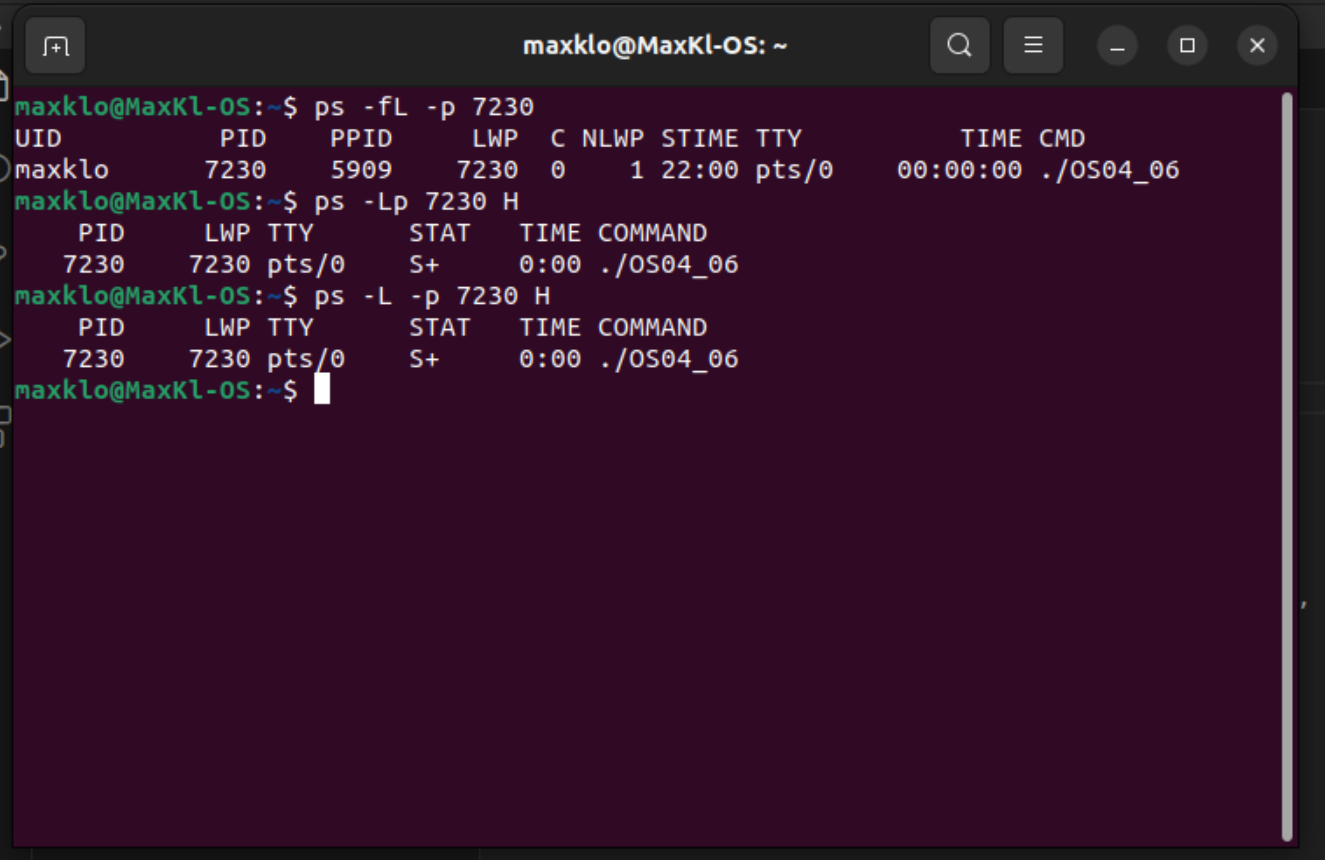 maxklo@MaxKl-OS: ~
maxklo@MaxKl-OS:~$ ps -fL -p 7230
UID PID PPID LWP C NLWP STIME TTY TIME CMD
maxklo 7230 5909 7230 0 1 22:00 pts/0 00:00:00 ./OS04_06
maxklo@MaxKl-OS:~$ ps -Lp 7230 H
PID LWP TTY STAT TIME COMMAND
7230 7230 pts/0 S+ 0:00 ./OS04_06
maxklo@MaxKl-OS:~$ ps -L -p 7230 H
PID LWP TTY STAT TIME COMMAND
7230 7230 pts/0 S+ 0:00 ./OS04_06
maxklo@MaxKl-OS:~$